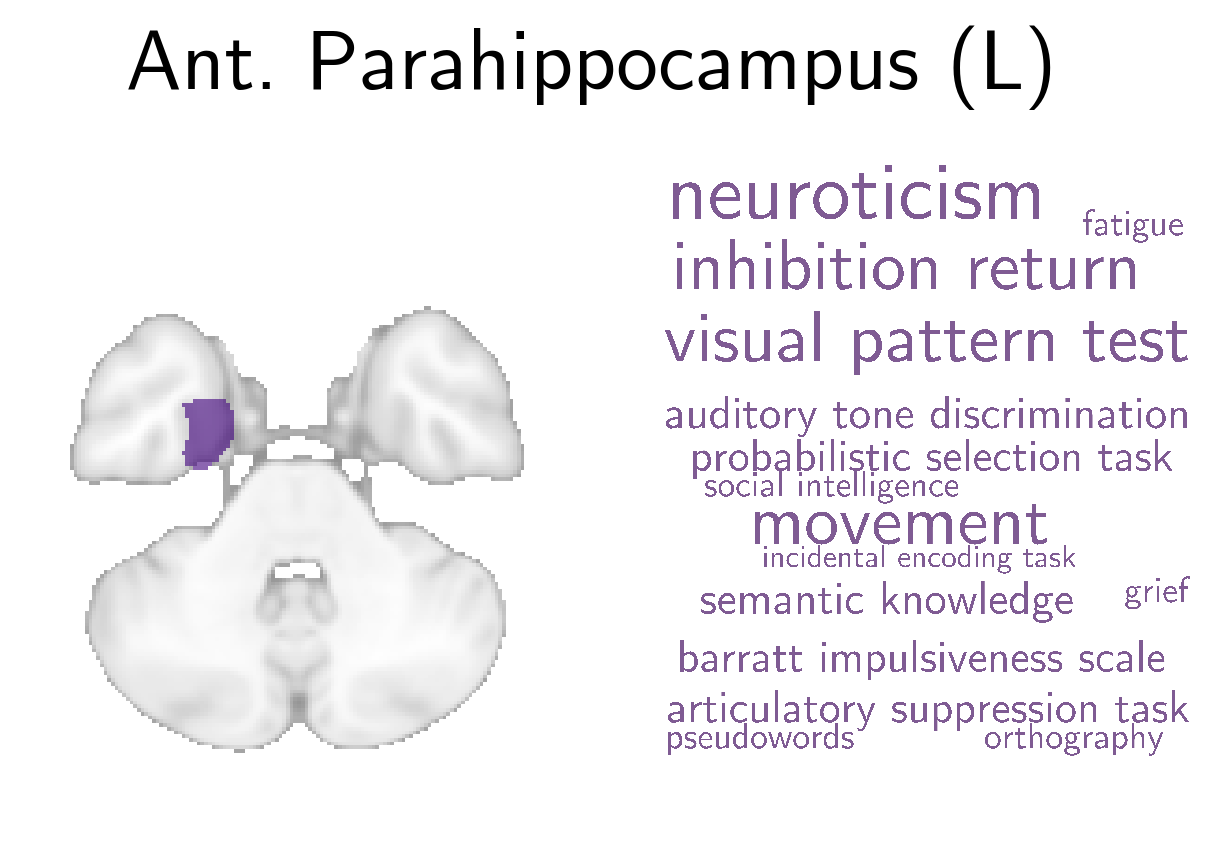 Ant. Parahippocampus (L)
neuroticism
fatigue
inhibition return
visual pattern test
auditory tone discrimination
probabilistic selection task
social intelligence
movement
incidental encoding task
semantic knowledge
grief
barratt impulsiveness scale
articulatory suppression task
pseudowords
orthography